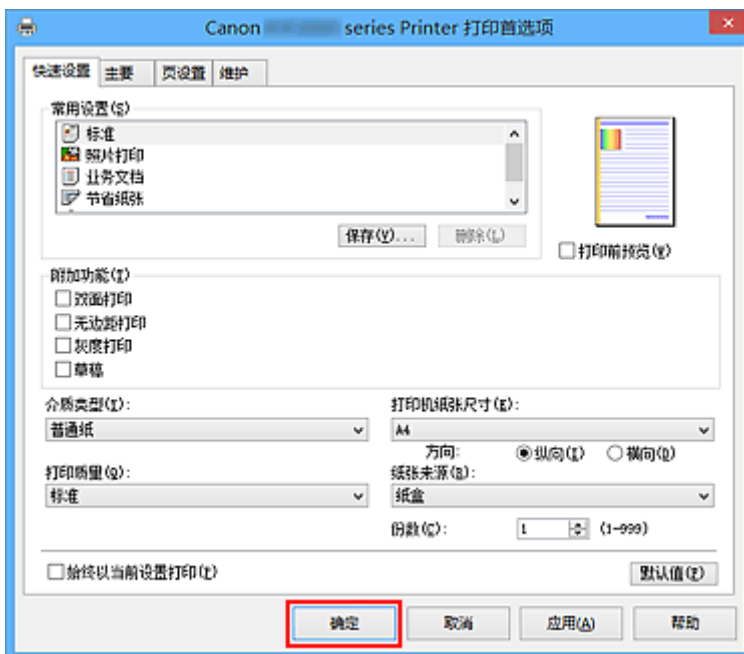 Canon series Printer 打印首选项
快速设置 主要 页设置 维护
常用设置(S)
标准
照片打印
业务文档
节省纸张
保存(V)... 删除(L)
打印前预览(W)
附加功能(I)
双面打印
无边距打印
灰度打印
草稿
介质类型(Y): 打印机纸张尺寸(E):
普通纸 A4
方向: 纵向(I) 横向(D)
打印质量(Q): 纸张来源(R):
标准 纸盒
份数(C): 1 (1-999)
始终以当前设置打印(T) 默认值(F)
确定 取消 应用(A) 帮助